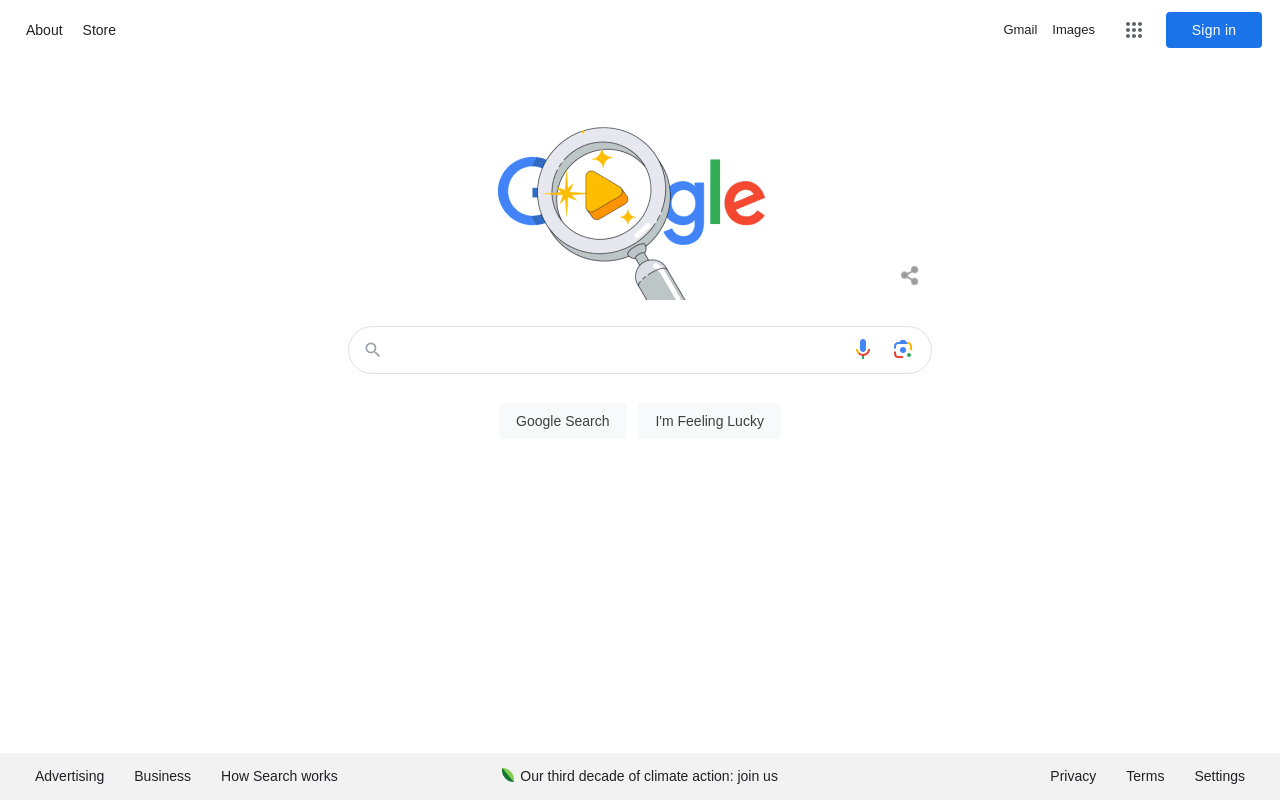 About Store Gmail Images Sign in
G gle
Google Search I'm Feeling Lucky
Advertising Business How Search works Our third decade of climate action: join us Privacy Terms Settings